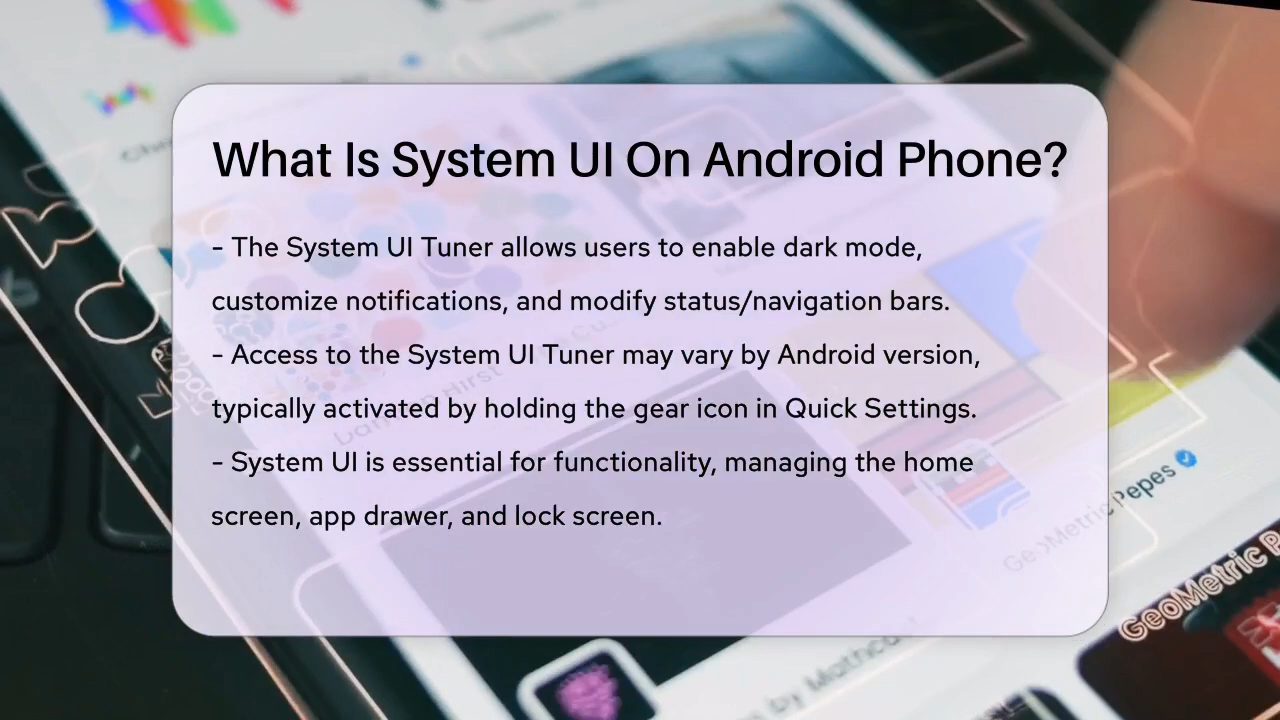 What Is System UI On Android Phone?
- The System UI Tuner allows users to enable dark mode,
customize notifications, and modify status/navigation bars.
- Access to the System UI Tuner may vary by Android version,
typically activated by holding the gear icon in Quick Settings.
- System UI is essential for functionality, managing the home
screen, app drawer, and lock screen.
GeoMetric Pepes